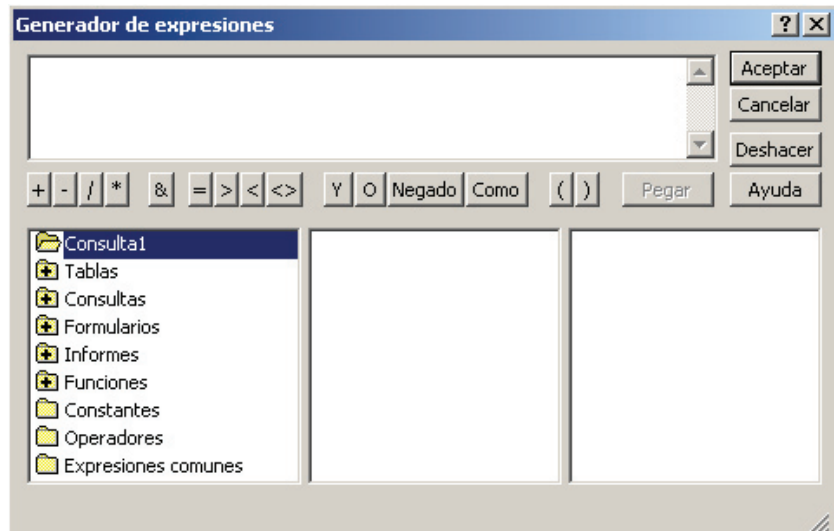 Generador de expresiones
Aceptar
Cancelar
Deshacer
+ - / * & = > < <> Y O Negado Como ( ) Pegar Ayuda
Consulta1
Tablas
Consultas
Formularios
Informes
Funciones
Constantes
Operadores
Expresiones comunes